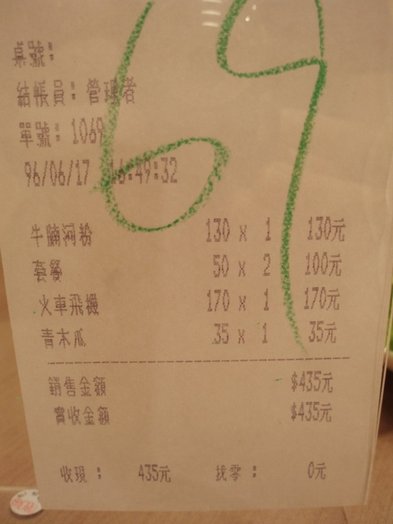 69
桌號:
結帳員: 管理者
單號: 1069
96/06/17 16:49:32
牛腩河粉 130 x 1 130元
套餐 50 x 2 100元
火車飛機 170 x 1 170元
青木瓜 35 x 1 35元
銷售金額 $435元
實收金額 $435元
收現: 435元 找零: 0元